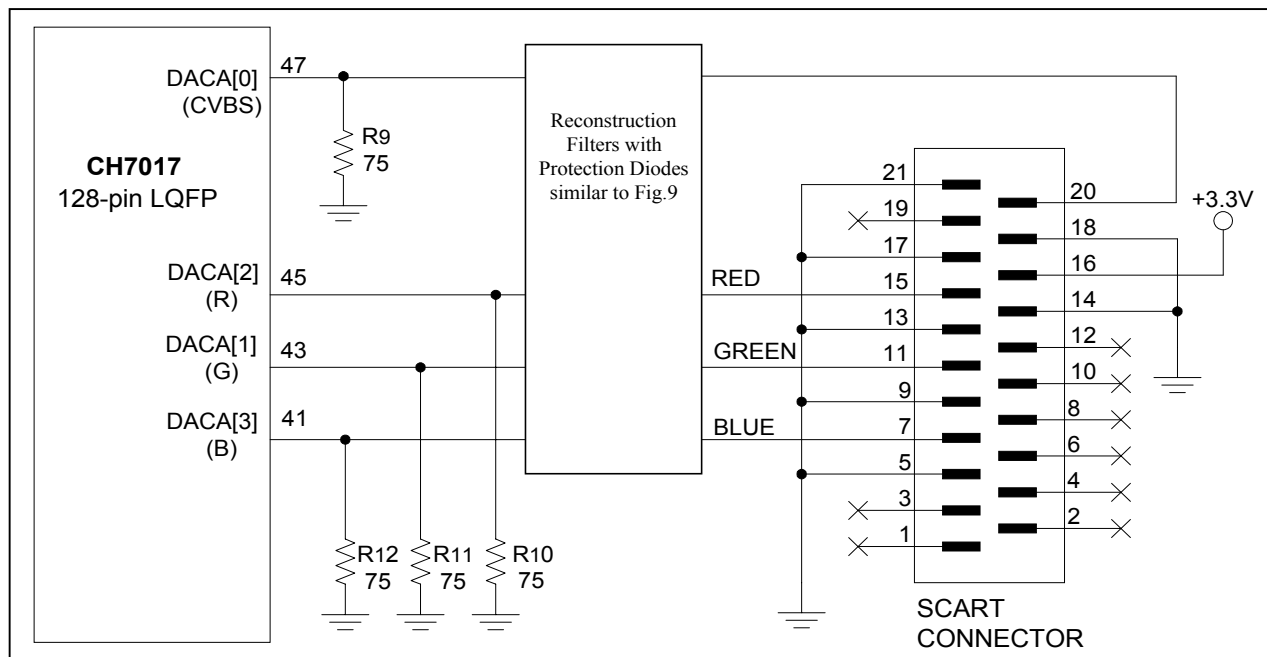 DACA[0]
(CVBS)
47
R9
75
CH7017
128-pin LQFP
DACA[2]
(R)
45
DACA[1]
(G)
43
DACA[3]
(B)
41
R12
75
R11
75
R10
75
Reconstruction
Filters with
Protection Diodes
similar to Fig.9
RED
GREEN
BLUE
21
19
17
15
13
11
9
7
5
3
1
20
18
16
14
12
10
8
6
4
2
+3.3V
SCART
CONNECTOR